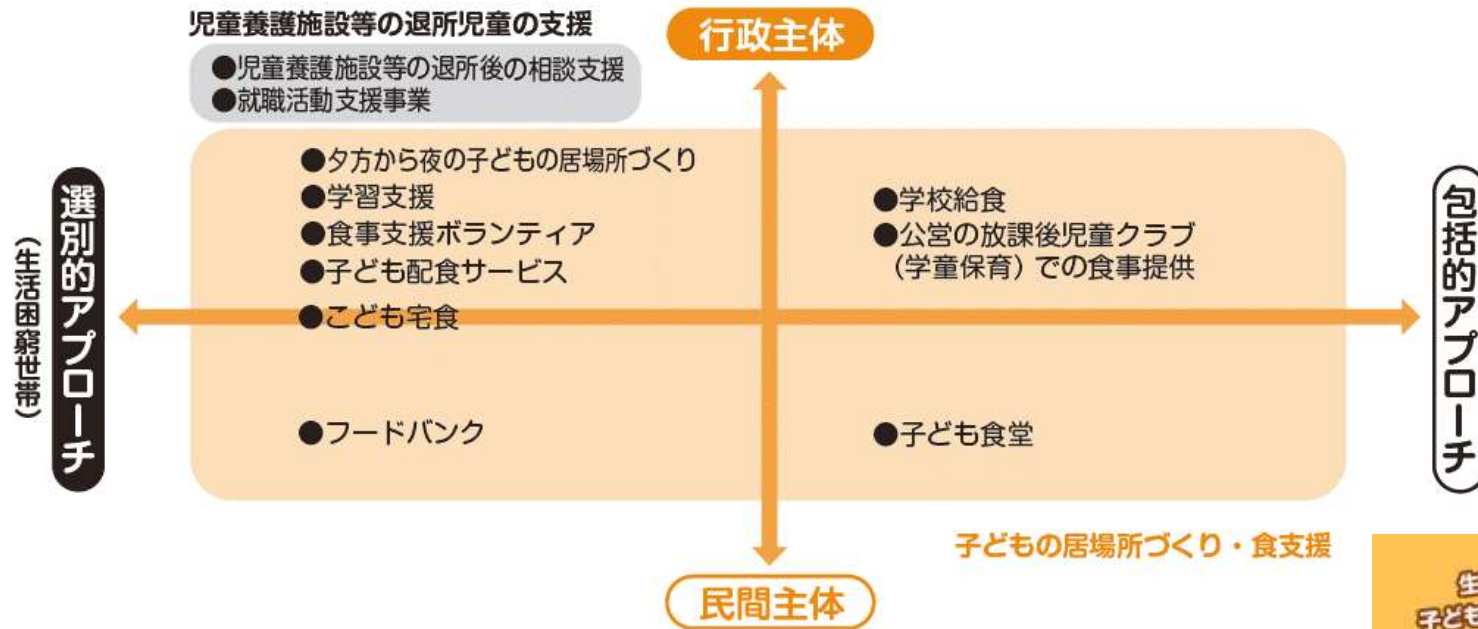 児童養護施設等の退所児童の支援
行政主体
●児童養護施設等の退所後の相談支援
●就職活動支援事業
選別的アプローチ
(生活困窮世帯)
●夕方から夜の子どもの居場所づくり
●学習支援
●食事支援ボランティア
●子ども配食サービス
●こども宅食
●フードバンク
●学校給食
●公営の放課後児童クラブ
(学童保育)での食事提供
●子ども食堂
包括的アプローチ
子どもの居場所づくり・食支援
民間主体
生
子ども